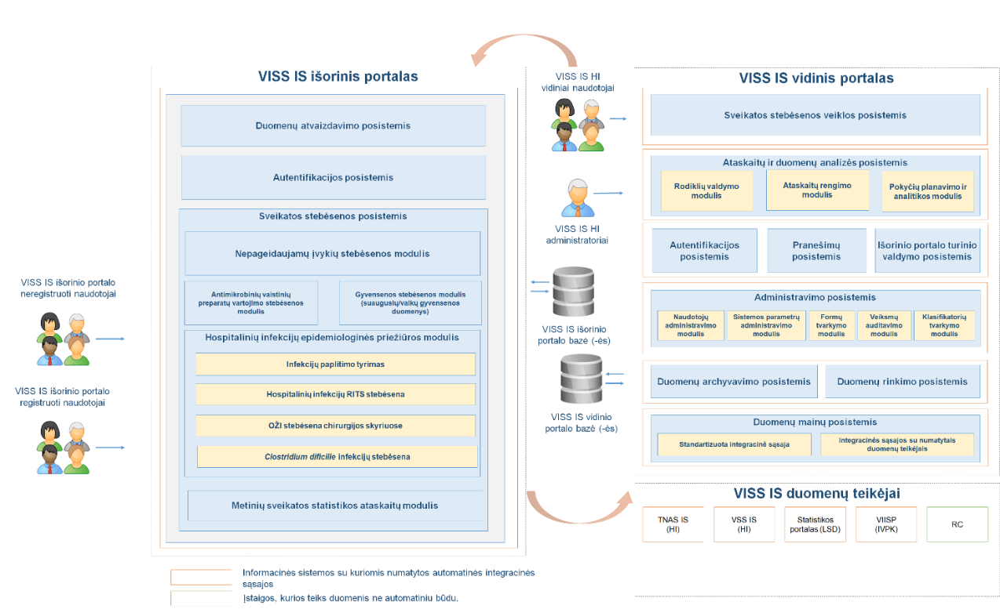 VISS IS išorinis portalas
Duomenų atvaizdavimo posistemis
Autentifikacijos posistemis
Sveikatos stebėsenos posistemis
Nepageidaujamų įvykių stebėsenos modulis
Antimikrobinių vaistinių
preparatų vartojimo stebėsenos
modulis
Gyvensenos stebėsenos modulis
(suaugusių/vaikų gyvensenos
duomenys)
Hospitalinių infekcijų epidemiologinės priežiūros modulis
Infekcijų paplitimo tyrimas
Hospitalinių infekcijų RITS stebėsena
OŽI stebėsena chirurgijos skyriuose
Clostridium difficile infekcijų stebėsena
Metinių sveikatos statistikos ataskaitų modulis
VISS IS išorinio portalo
neregistruoti naudotojai
VISS IS išorinio portalo
registruoti naudotojai
VISS IS HI
vidiniai naudotojai
VISS IS HI
administratoriai
VISS IS išorinio
portalo bazė (-ės)
VISS IS vidinio
portalo bazė (-ės)
VISS IS vidinis portalas
Sveikatos stebėsenos veiklos posistemis
Ataskaitų ir duomenų analizės posistemis
Rodiklių valdymo
modulis
Ataskaitų rengimo
modulis
Pokyčių planavimo ir
analitikos modulis
Autentifikacijos
posistemis
Pranešimų
posistemis
Išorinio portalo turinio
valdymo posistemis
Administravimo posistemis
Naudotojų
administravimo
modulis
Sistemos parametrų
administravimo
modulis
Formų
tvarkymo
modulis
Veiksmų
auditavimo
modulis
Klasifikatorių
tvarkymo
modulis
Duomenų archyvavimo posistemis
Duomenų rinkimo posistemis
Duomenų mainų posistemis
Standartizuota integracinė sąsaja
Integracinės sąsajos su numatytais
duomenų teikėjais
VISS IS duomenų teikėjai
TNAS IS
(HI)
VSS IS
(HI)
Statistikos
portalas (LSD)
VIISP
(IVPK)
RC
Informacinės sistemos su kuriomis numatytos automatinės integracinės
sąsajos
Įstaigos, kurios teiks duomenis ne automatiniu būdu.